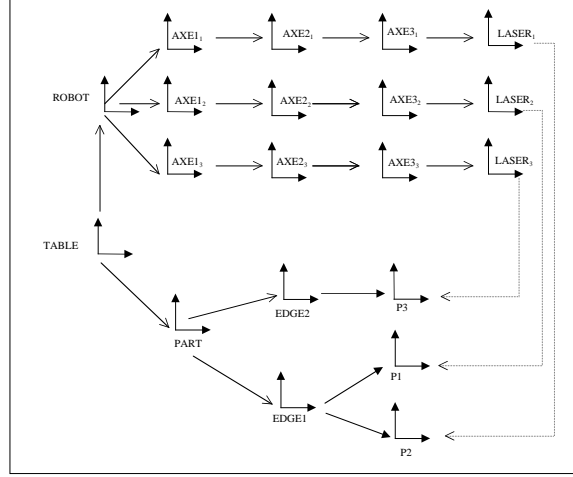 AXE1₁ AXE2₁ AXE3₁ LASER₁
ROBOT AXE1₂ AXE2₂ AXE3₂ LASER₂
AXE1₃ AXE2₃ AXE3₃ LASER₃
TABLE
EDGE2 P3
PART
P1
EDGE1
P2